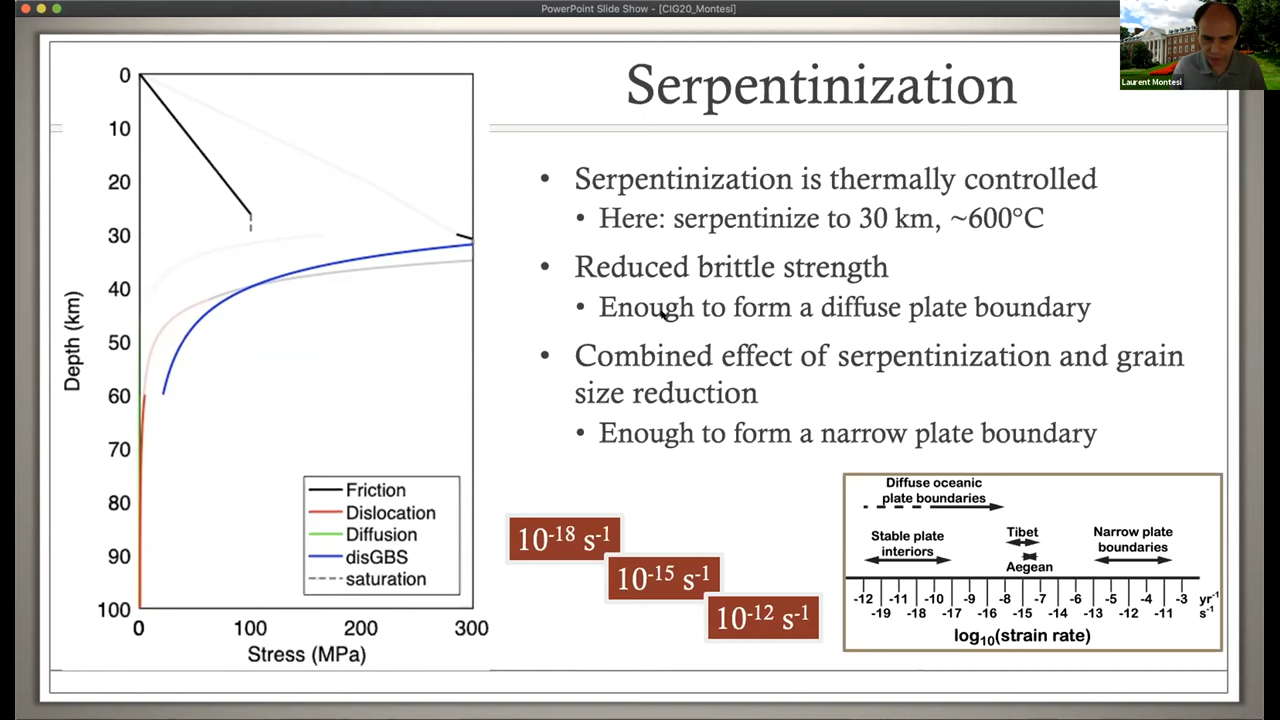 PowerPoint Slide Show - [CIG20_Montesi]
Laurent Montesi
Serpentinization
• Serpentinization is thermally controlled
• Here: serpentinize to 30 km, ~600°C
• Reduced brittle strength
• Enough to form a diffuse plate boundary
• Combined effect of serpentinization and grain
size reduction
• Enough to form a narrow plate boundary
0
10
20
30
40
50
60
70
80
90
100
Depth (km)
0 100 200 300
Stress (MPa)
Friction
Dislocation
Diffusion
disGBS
saturation
10⁻¹⁸ s⁻¹
10⁻¹⁵ s⁻¹
10⁻¹² s⁻¹
Diffuse oceanic
plate boundaries
Stable plate
interiors
Tibet
Aegean
Narrow plate
boundaries
-12 -11 -10 -9 -8 -7 -6 -5 -4 -3 yr⁻¹
-19 -18 -17 -16 -15 -14 -13 -12 -11 s⁻¹
log₁₀(strain rate)